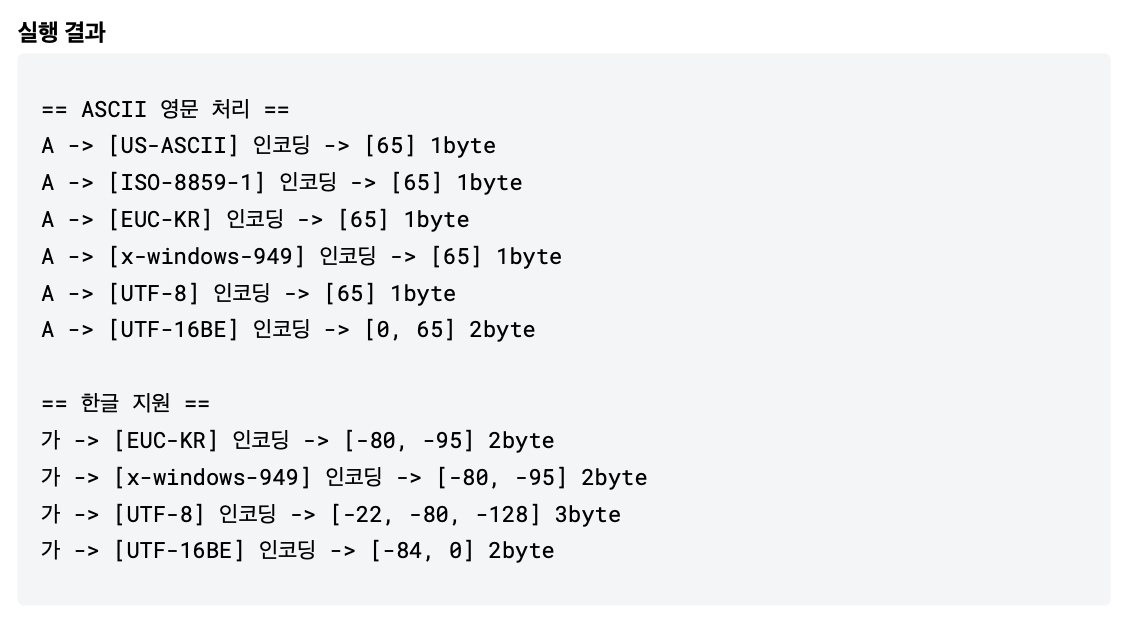 실행 결과
== ASCII 영문 처리 ==
A -> [US-ASCII] 인코딩 -> [65] 1byte
A -> [ISO-8859-1] 인코딩 -> [65] 1byte
A -> [EUC-KR] 인코딩 -> [65] 1byte
A -> [x-windows-949] 인코딩 -> [65] 1byte
A -> [UTF-8] 인코딩 -> [65] 1byte
A -> [UTF-16BE] 인코딩 -> [0, 65] 2byte
== 한글 지원 ==
가 -> [EUC-KR] 인코딩 -> [-80, -95] 2byte
가 -> [x-windows-949] 인코딩 -> [-80, -95] 2byte
가 -> [UTF-8] 인코딩 -> [-22, -80, -128] 3byte
가 -> [UTF-16BE] 인코딩 -> [-84, 0] 2byte